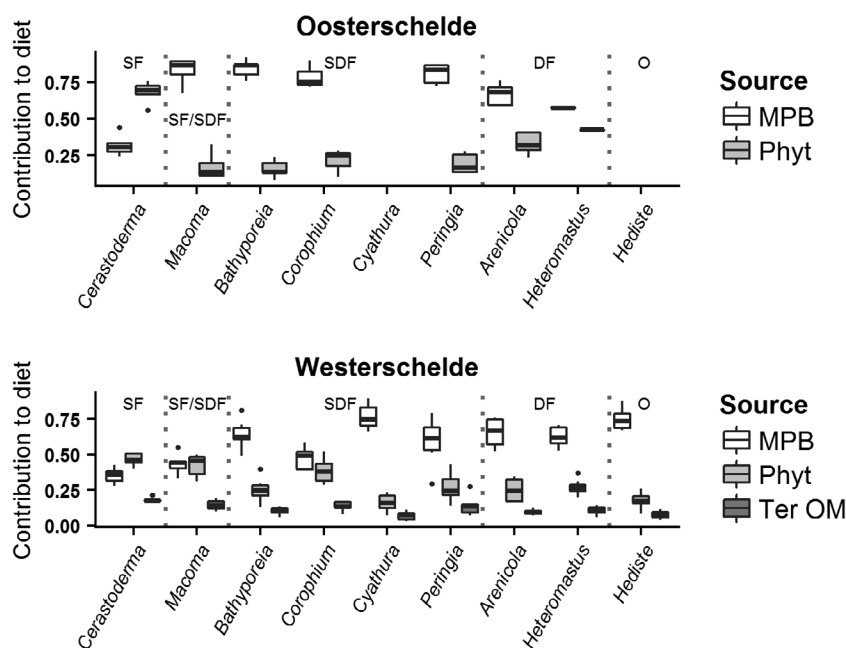 Oosterschelde
Contribution to diet
0.75
0.50
0.25
SF
SF/SDF
SDF
DF
O
Cerastoderma
Macoma
Bathyporeia
Corophium
Cyathura
Peringia
Arenicola
Heteromastus
Hediste
Source
MPB
Phyt
Westerschelde
Contribution to diet
0.75
0.50
0.25
0.00
SF
SF/SDF
SDF
DF
O
Cerastoderma
Macoma
Bathyporeia
Corophium
Cyathura
Peringia
Arenicola
Heteromastus
Hediste
Source
MPB
Phyt
Ter OM